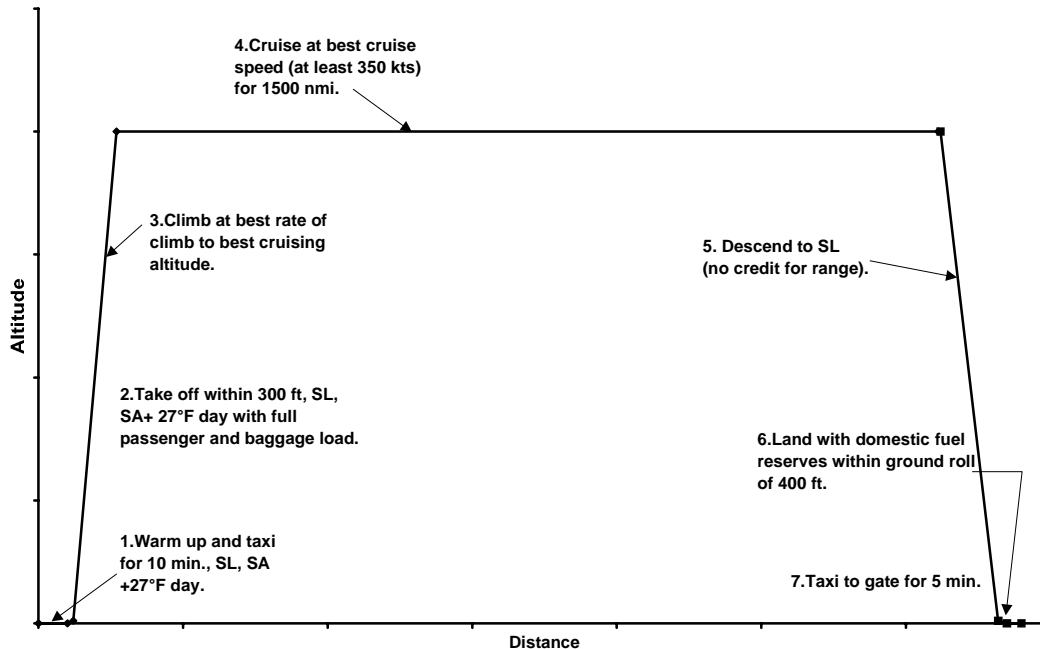 4.Cruise at best cruise
speed (at least 350 kts)
for 1500 nmi.
3.Climb at best rate of
climb to best cruising
altitude.
5. Descend to SL
(no credit for range).
Altitude
2.Take off within 300 ft, SL,
SA+ 27°F day with full
passenger and baggage load.
6.Land with domestic fuel
reserves within ground roll
of 400 ft.
1.Warm up and taxi
for 10 min., SL, SA
+27°F day.
7.Taxi to gate for 5 min.
Distance